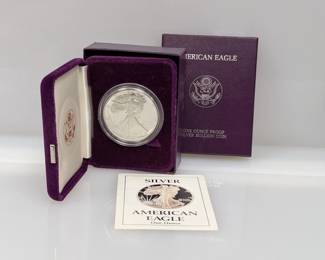 AMERICAN EAGLE
ONE OUNCE PROOF
SILVER BULLION COIN
SILVER
AMERICAN
EAGLE
One Ounce